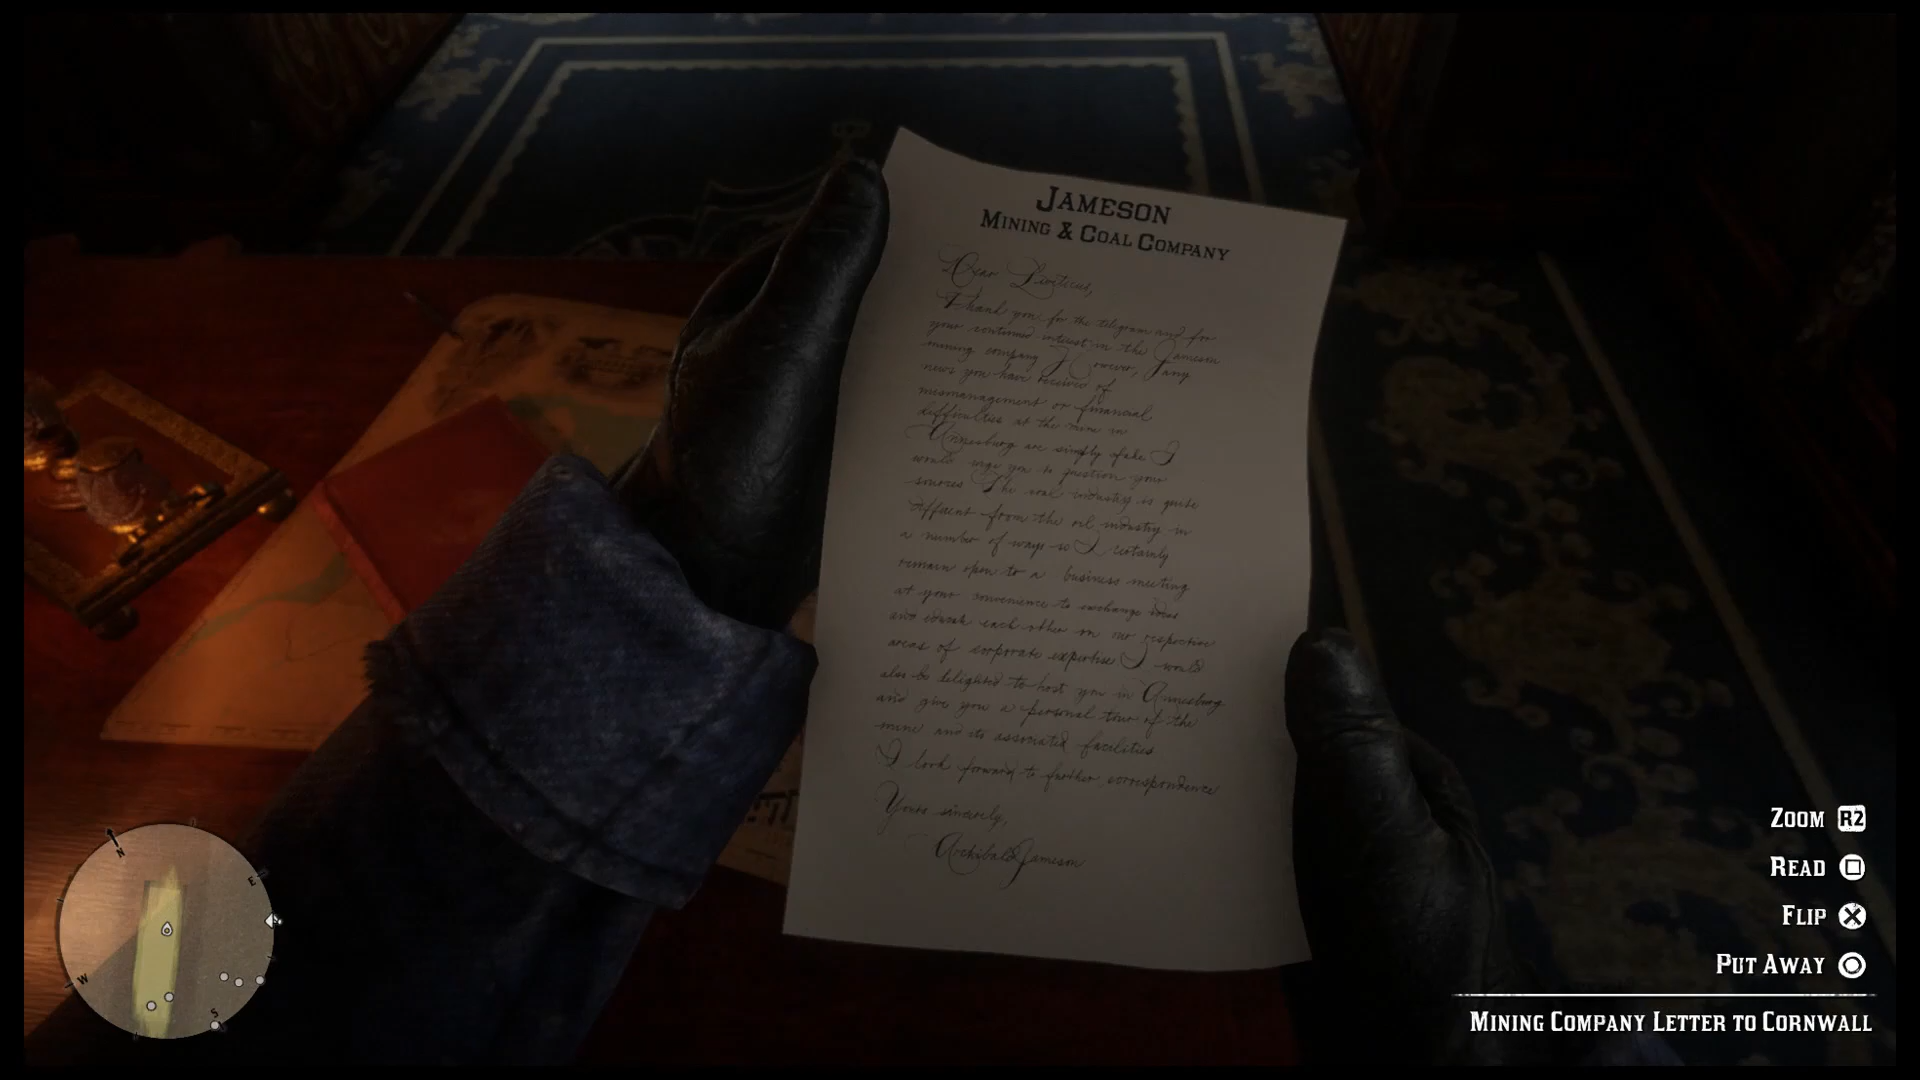 JAMESON
MINING & COAL COMPANY
Dear Leviticus,
Thank you for the telegram and for
your continued interest in the Jameson
mining company However, any
news you have received of
mismanagement or financial
difficulties at the mine in
Annesburg are simply fake I
would urge you to question your
sources The coal industry is quite
different from the oil industry in
a number of ways so I certainly
remain open to a business meeting
at your convenience to exchange ideas
and educate each other on our respective
areas of corporate expertise I would
also be delighted to host you in Annesburg
and give you a personal tour of the
mine and its associated facilities
I look forward to further correspondence
Yours sincerely,
Archibald Jameson
N
E
W
S
ZOOM R2
READ
FLIP
PUT AWAY
MINING COMPANY LETTER TO CORNWALL